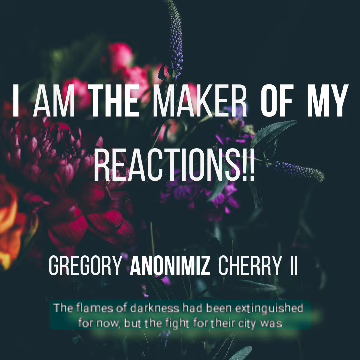 I AM THE MAKER OF MY
REACTIONS!!
GREGORY ANONIMIZ CHERRY II
The flames of darkness had been extinguished
for now, but the fight for their city was